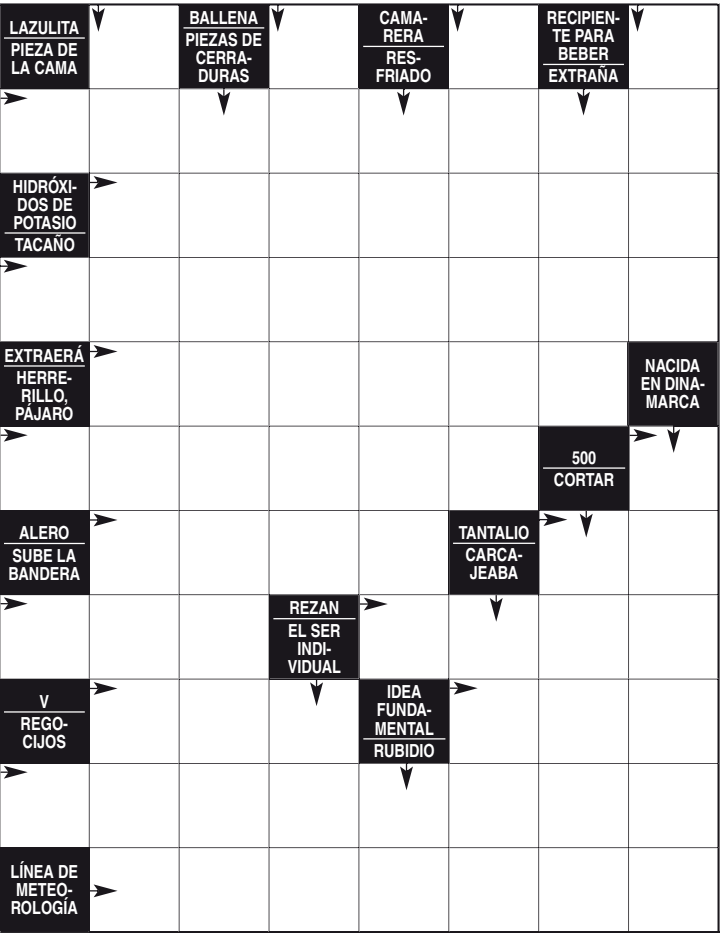 LAZULITA
PIEZA DE
LA CAMA
BALLENA
PIEZAS DE
CERRA-
DURAS
CAMA-
RERA
RES-
FRIADO
RECIPIEN-
TE PARA
BEBER
EXTRAÑA
HIDRÓXI-
DOS DE
POTASIO
TACAÑO
EXTRAERÁ
HERRE-
RILLO,
PÁJARO
NACIDA
EN DINA-
MARCA
500
CORTAR
ALERO
SUBE LA
BANDERA
TANTALIO
CARCA-
JEABA
REZAN
EL SER
INDI-
VIDUAL
V
REGO-
CIJOS
IDEA
FUNDA-
MENTAL
RUBIDIO
LÍNEA DE
METEO-
ROLOGÍA